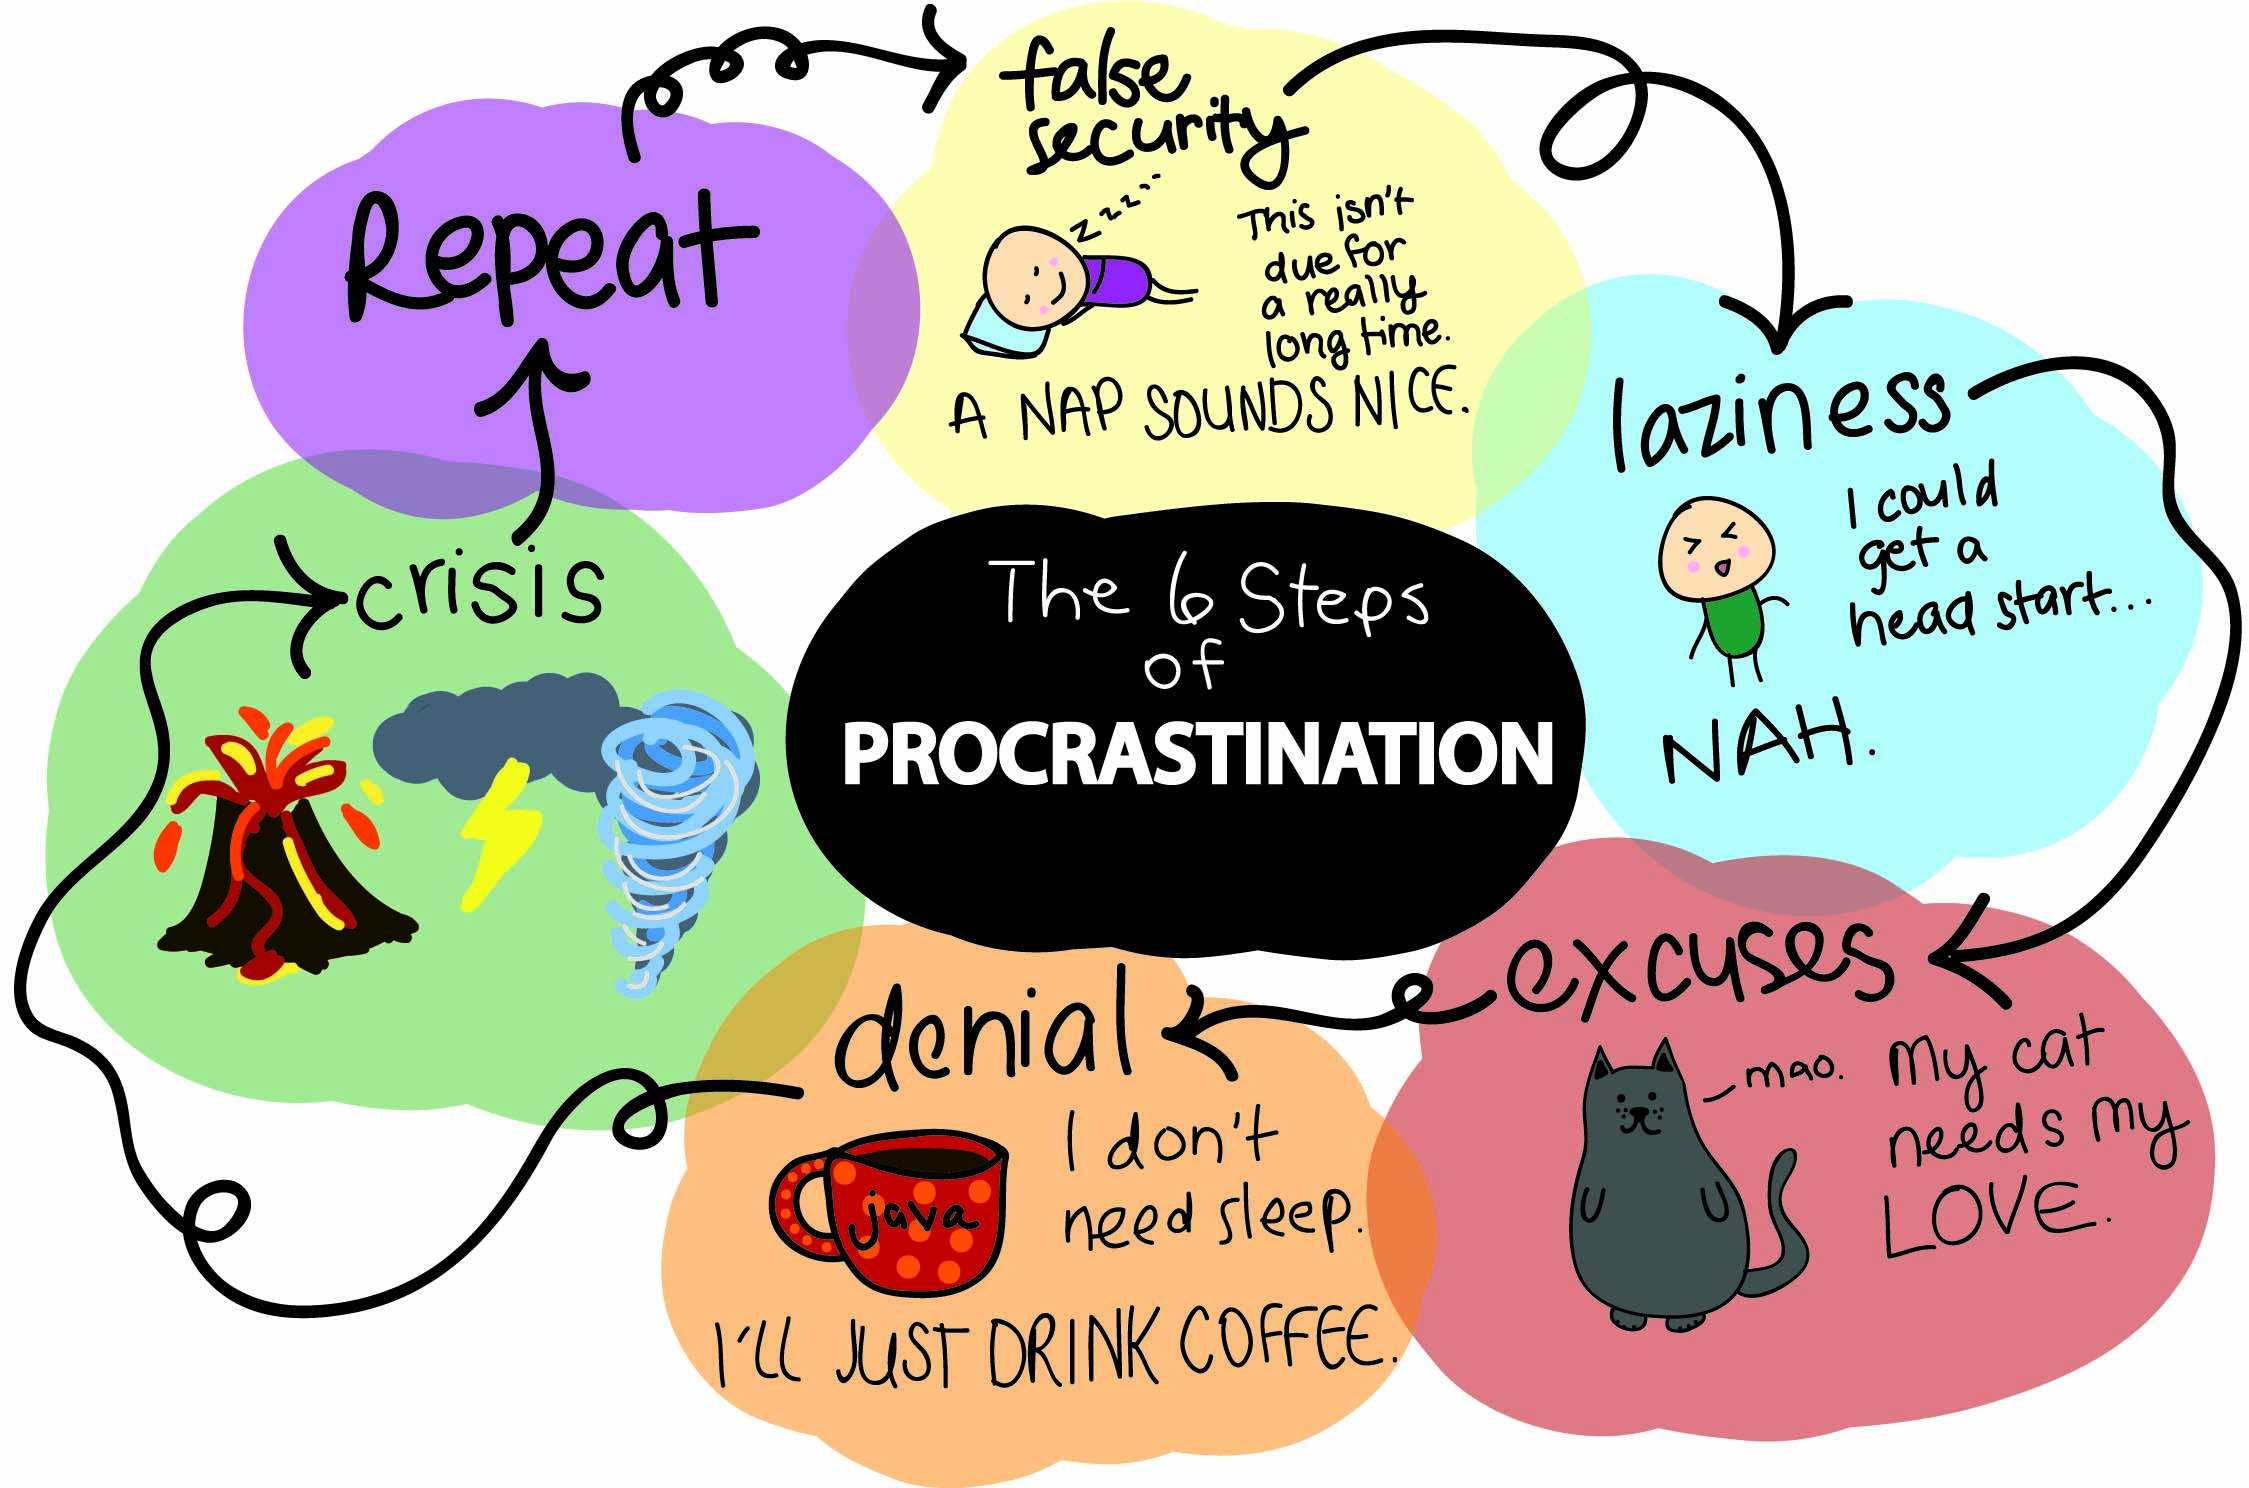 The 6 Steps
of
PROCRASTINATION
false
security
z z z z
This isn't
due for
a really
long time.
A NAP SOUNDS NICE.
laziness
I could
get a
head start...
NAH.
excuses
mao.
My cat
needs my
LOVE.
denial
java
I don't
need sleep.
I'LL JUST DRINK COFFEE.
crisis
Repeat